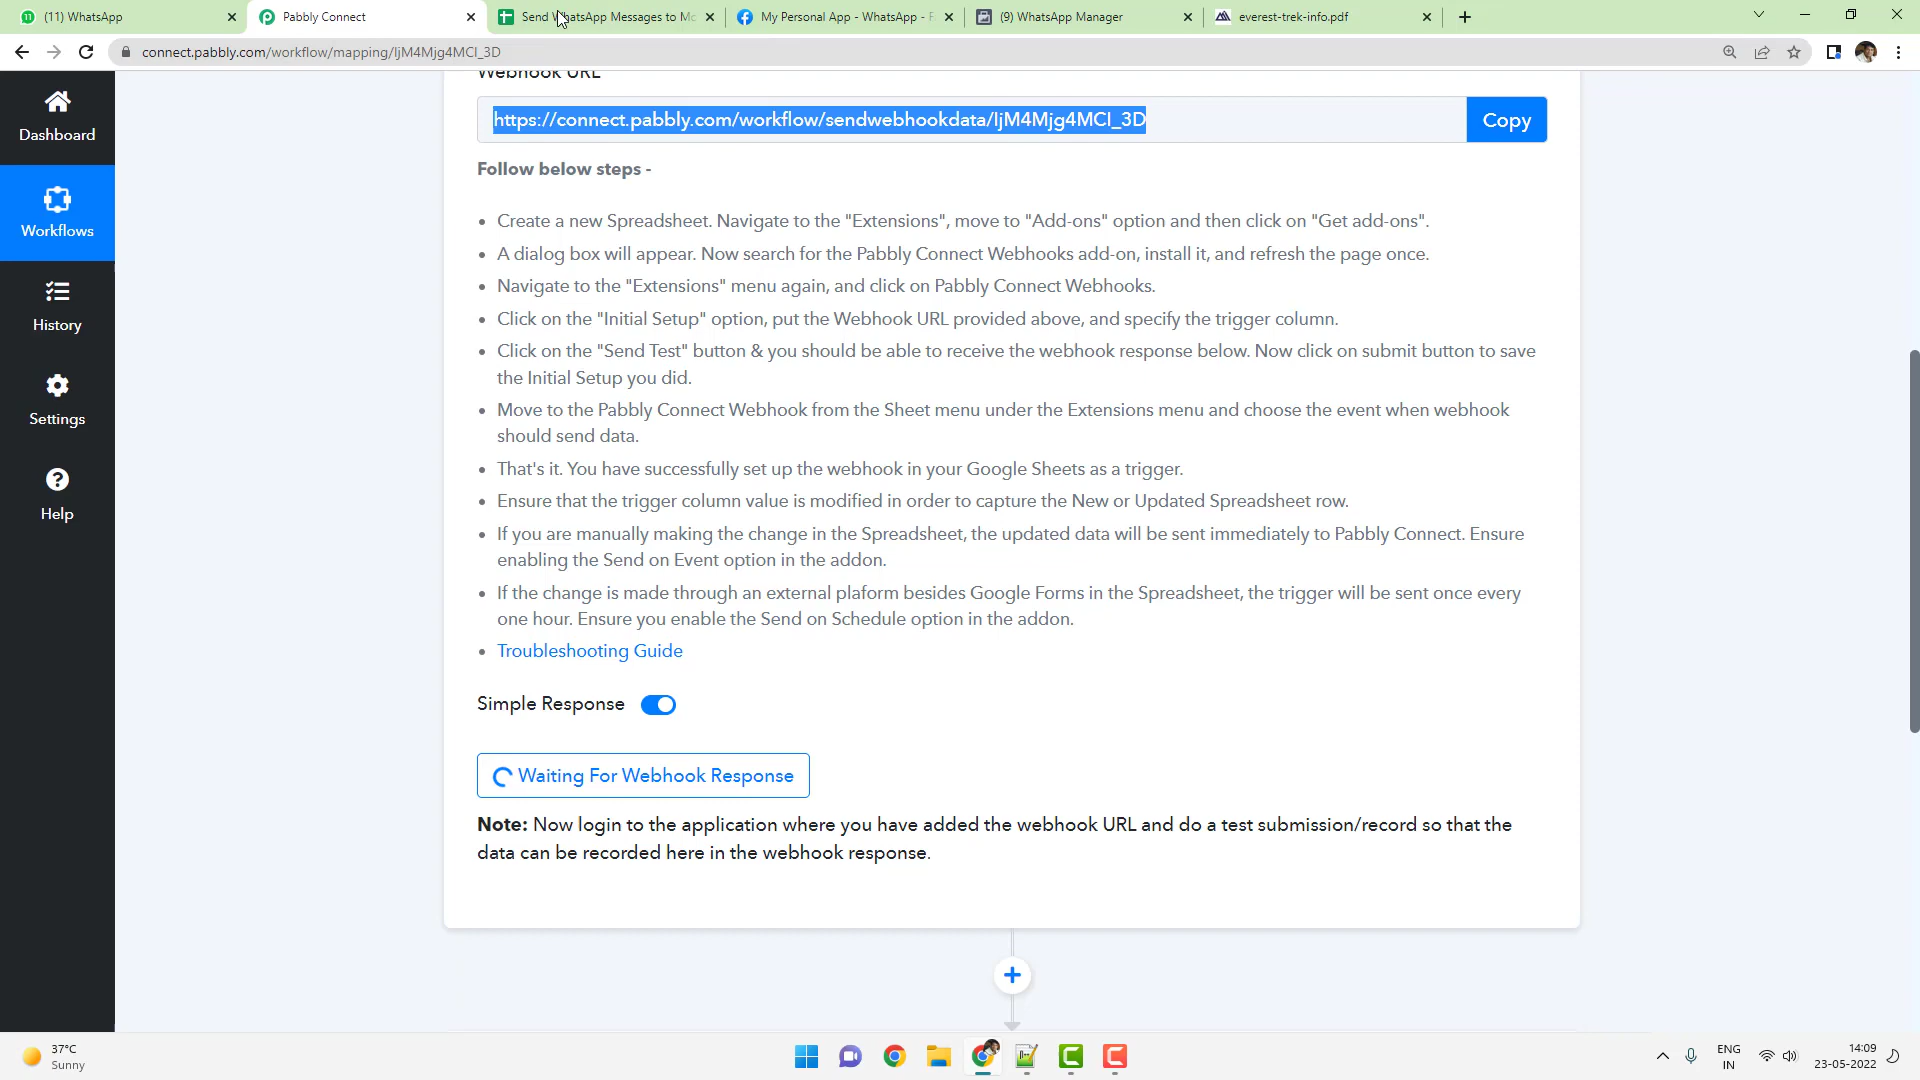 (11) WhatsApp
Pabbly Connect
Send WhatsApp Messages to Mc
My Personal App - WhatsApp - F
(9) WhatsApp Manager
everest-trek-info.pdf
connect.pabbly.com/workflow/mapping/IjM4Mjg4MCI_3D
Dashboard
Workflows
History
Settings
Help
Webhook URL
https://connect.pabbly.com/workflow/sendwebhookdata/IjM4Mjg4MCI_3D
Copy
Follow below steps -
Create a new Spreadsheet. Navigate to the "Extensions", move to "Add-ons" option and then click on "Get add-ons".
A dialog box will appear. Now search for the Pabbly Connect Webhooks add-on, install it, and refresh the page once.
Navigate to the "Extensions" menu again, and click on Pabbly Connect Webhooks.
Click on the "Initial Setup" option, put the Webhook URL provided above, and specify the trigger column.
Click on the "Send Test" button & you should be able to receive the webhook response below. Now click on submit button to save
the Initial Setup you did.
Move to the Pabbly Connect Webhook from the Sheet menu under the Extensions menu and choose the event when webhook
should send data.
That's it. You have successfully set up the webhook in your Google Sheets as a trigger.
Ensure that the trigger column value is modified in order to capture the New or Updated Spreadsheet row.
If you are manually making the change in the Spreadsheet, the updated data will be sent immediately to Pabbly Connect. Ensure
enabling the Send on Event option in the addon.
If the change is made through an external plaform besides Google Forms in the Spreadsheet, the trigger will be sent once every
one hour. Ensure you enable the Send on Schedule option in the addon.
Troubleshooting Guide
Simple Response
Waiting For Webhook Response
Note: Now login to the application where you have added the webhook URL and do a test submission/record so that the
data can be recorded here in the webhook response.
37°C
Sunny
ENG
IN
14:09
23-05-2022